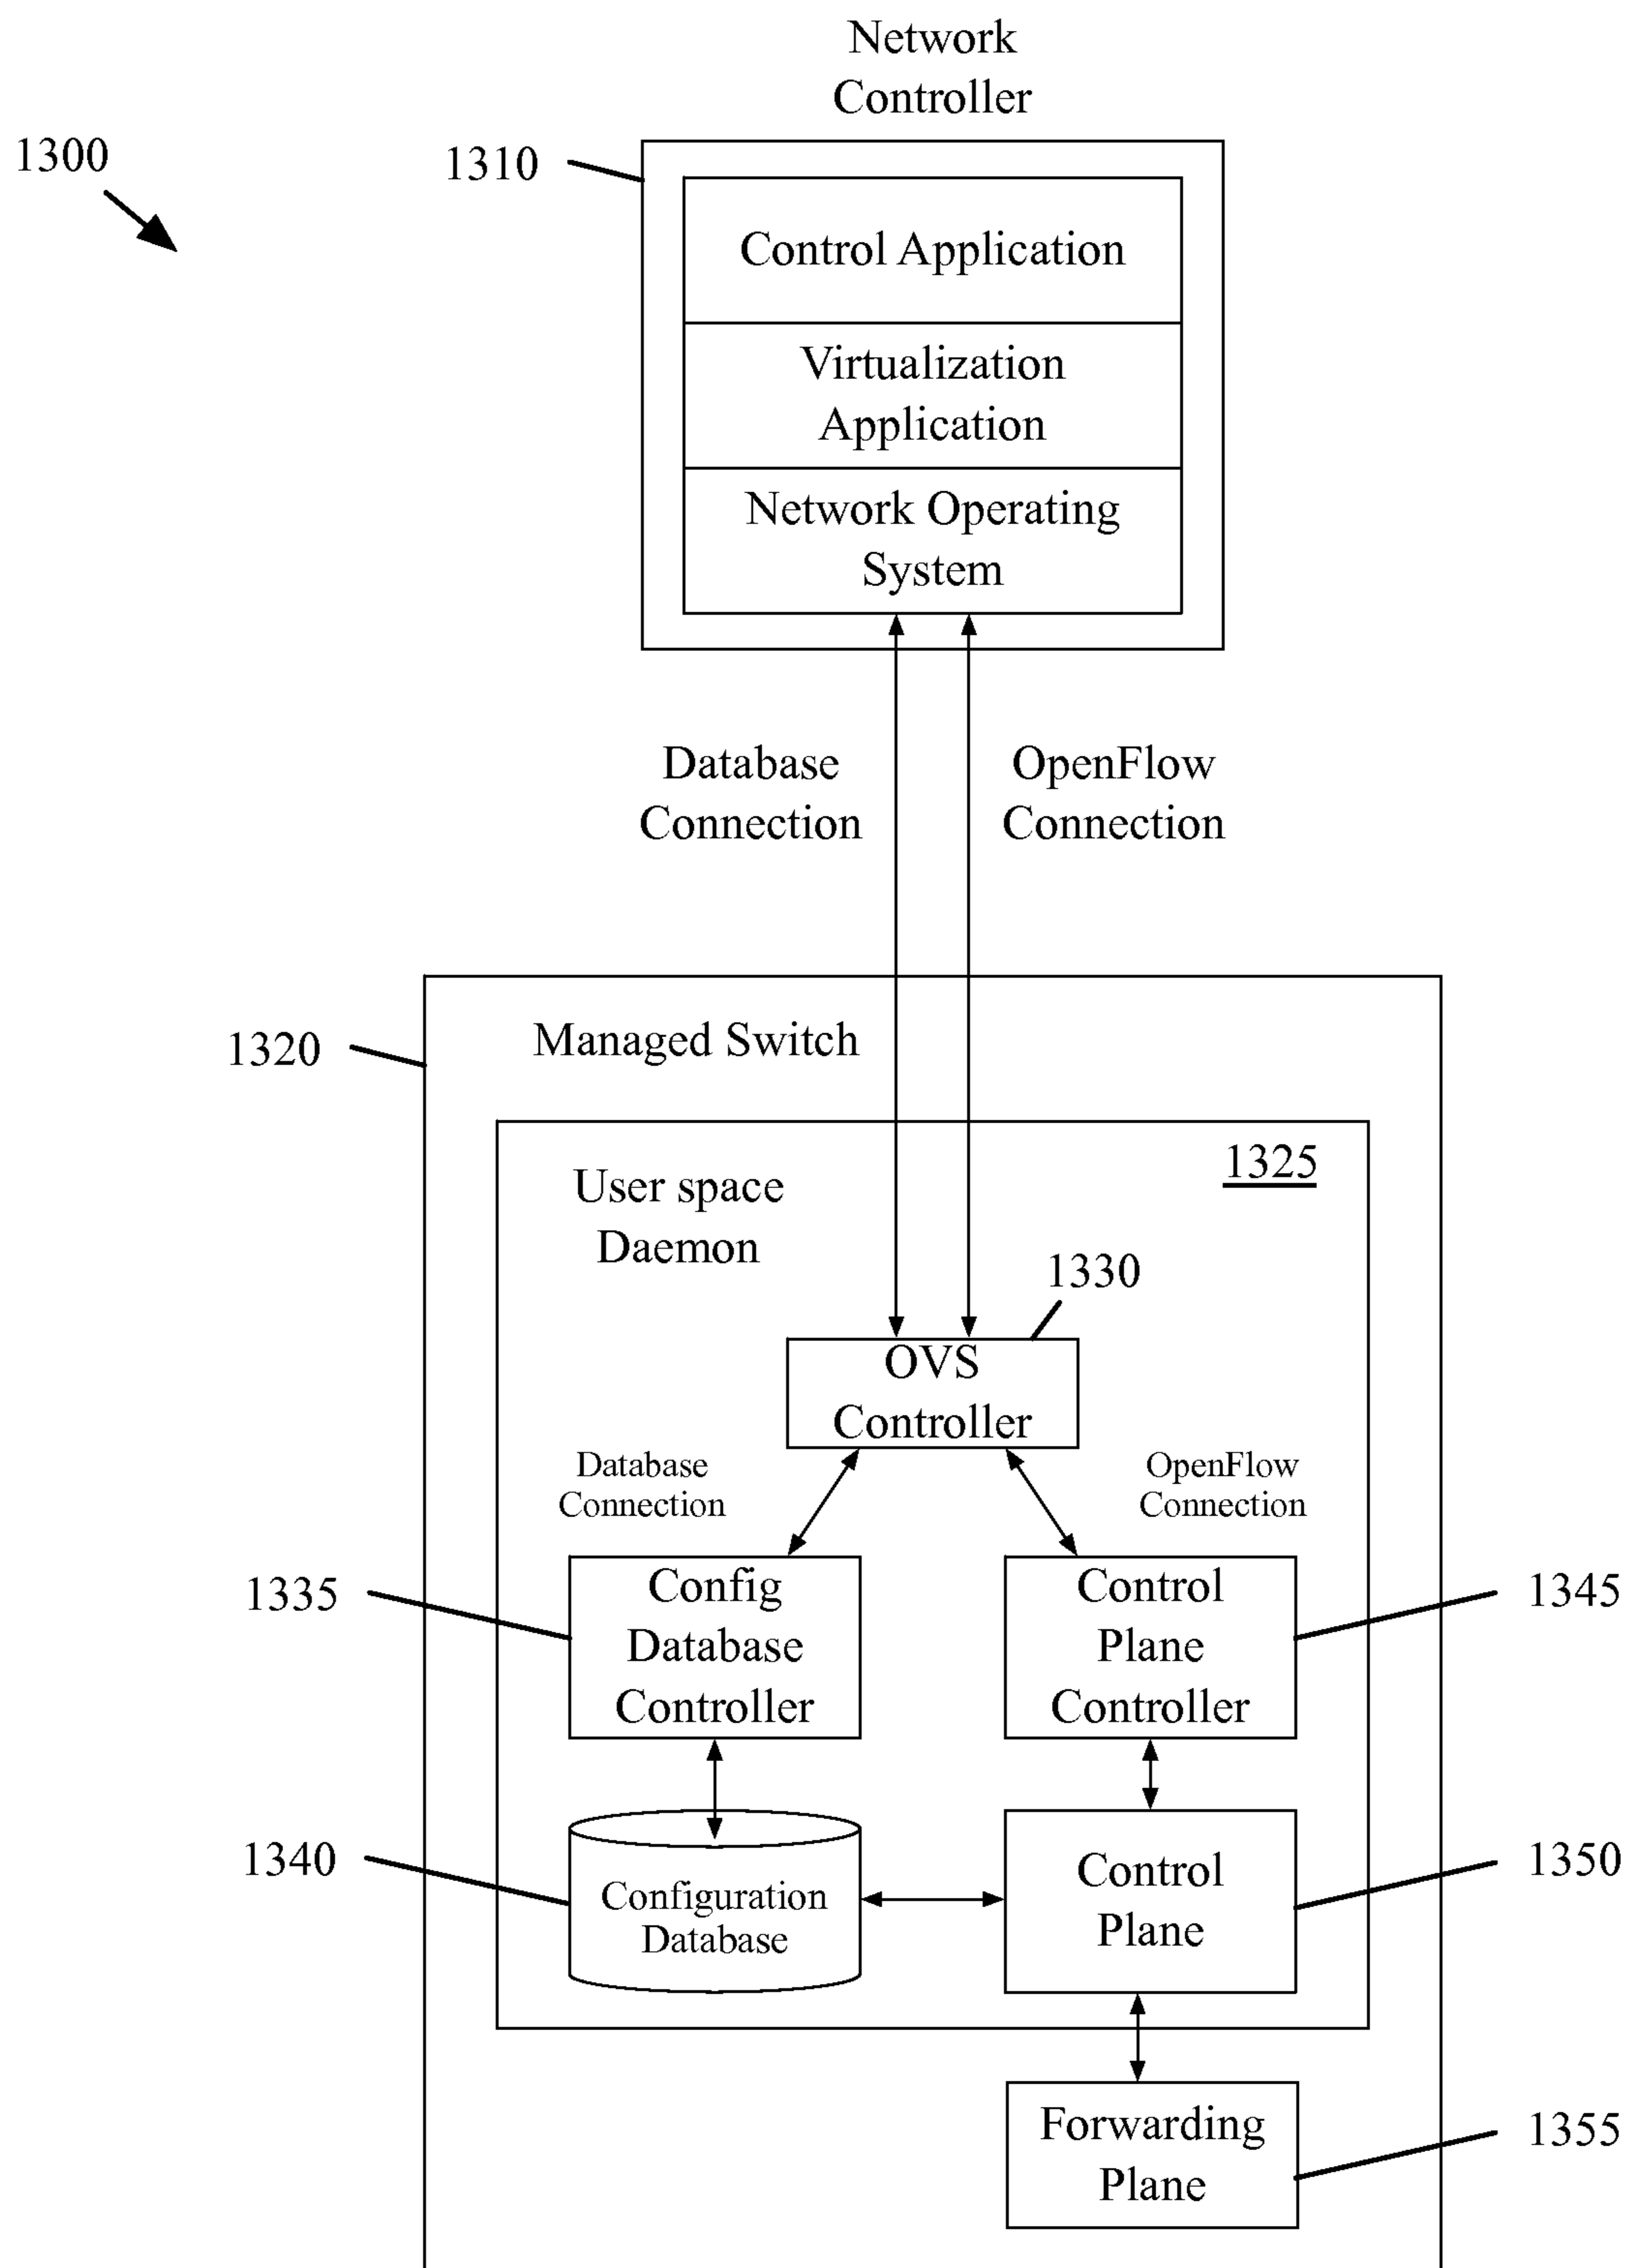 Network
Controller
1300
1310
Control Application
Virtualization
Application
Network Operating
System
Database
Connection
OpenFlow
Connection
1320
Managed Switch
1325
User space
Daemon
1330
OVS
Controller
Database
Connection
OpenFlow
Connection
1335
Config
Database
Controller
Control
Plane
Controller
1345
1340
Configuration
Database
Control
Plane
1350
Forwarding
Plane
1355